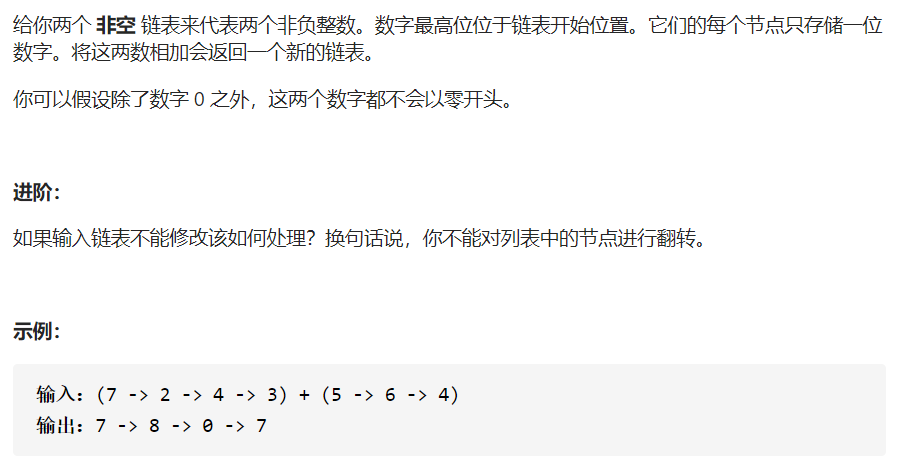 给你两个 非空 链表来代表两个非负整数。数字最高位位于链表开始位置。它们的每个节点只存储一位
数字。将这两数相加会返回一个新的链表。
你可以假设除了数字 0 之外，这两个数字都不会以零开头。
进阶：
如果输入链表不能修改该如何处理？换句话说，你不能对列表中的节点进行翻转。
示例：
输入：(7 -> 2 -> 4 -> 3) + (5 -> 6 -> 4)
输出：7 -> 8 -> 0 -> 7